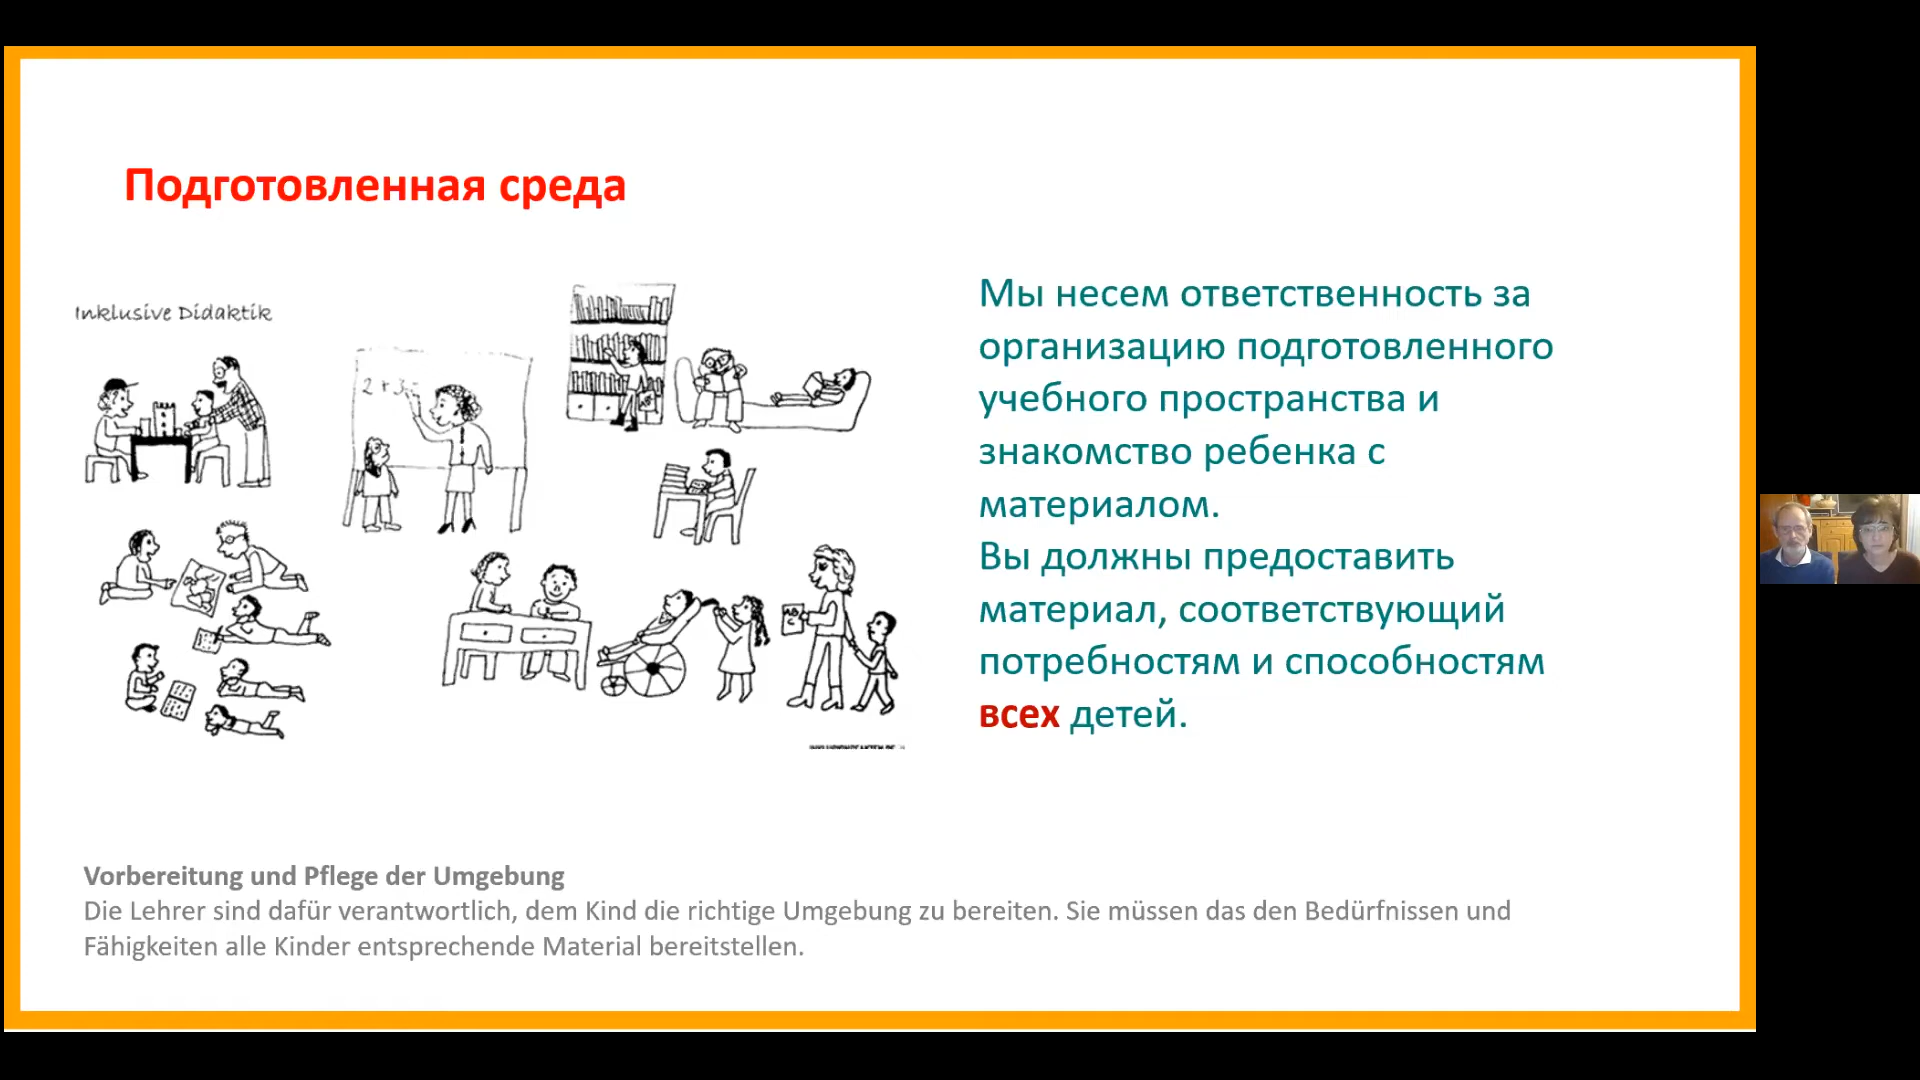 Подготовленная среда
Inklusive Didaktik
2 + 3 =
Мы несем ответственность за
организацию подготовленного
учебного пространства и
знакомство ребенка с
материалом.
Вы должны предоставить
материал, соответствующий
потребностям и способностям
всех детей.
Vorbereitung und Pflege der Umgebung
Die Lehrer sind dafür verantwortlich, dem Kind die richtige Umgebung zu bereiten. Sie müssen das den Bedürfnissen und
Fähigkeiten alle Kinder entsprechende Material bereitstellen.